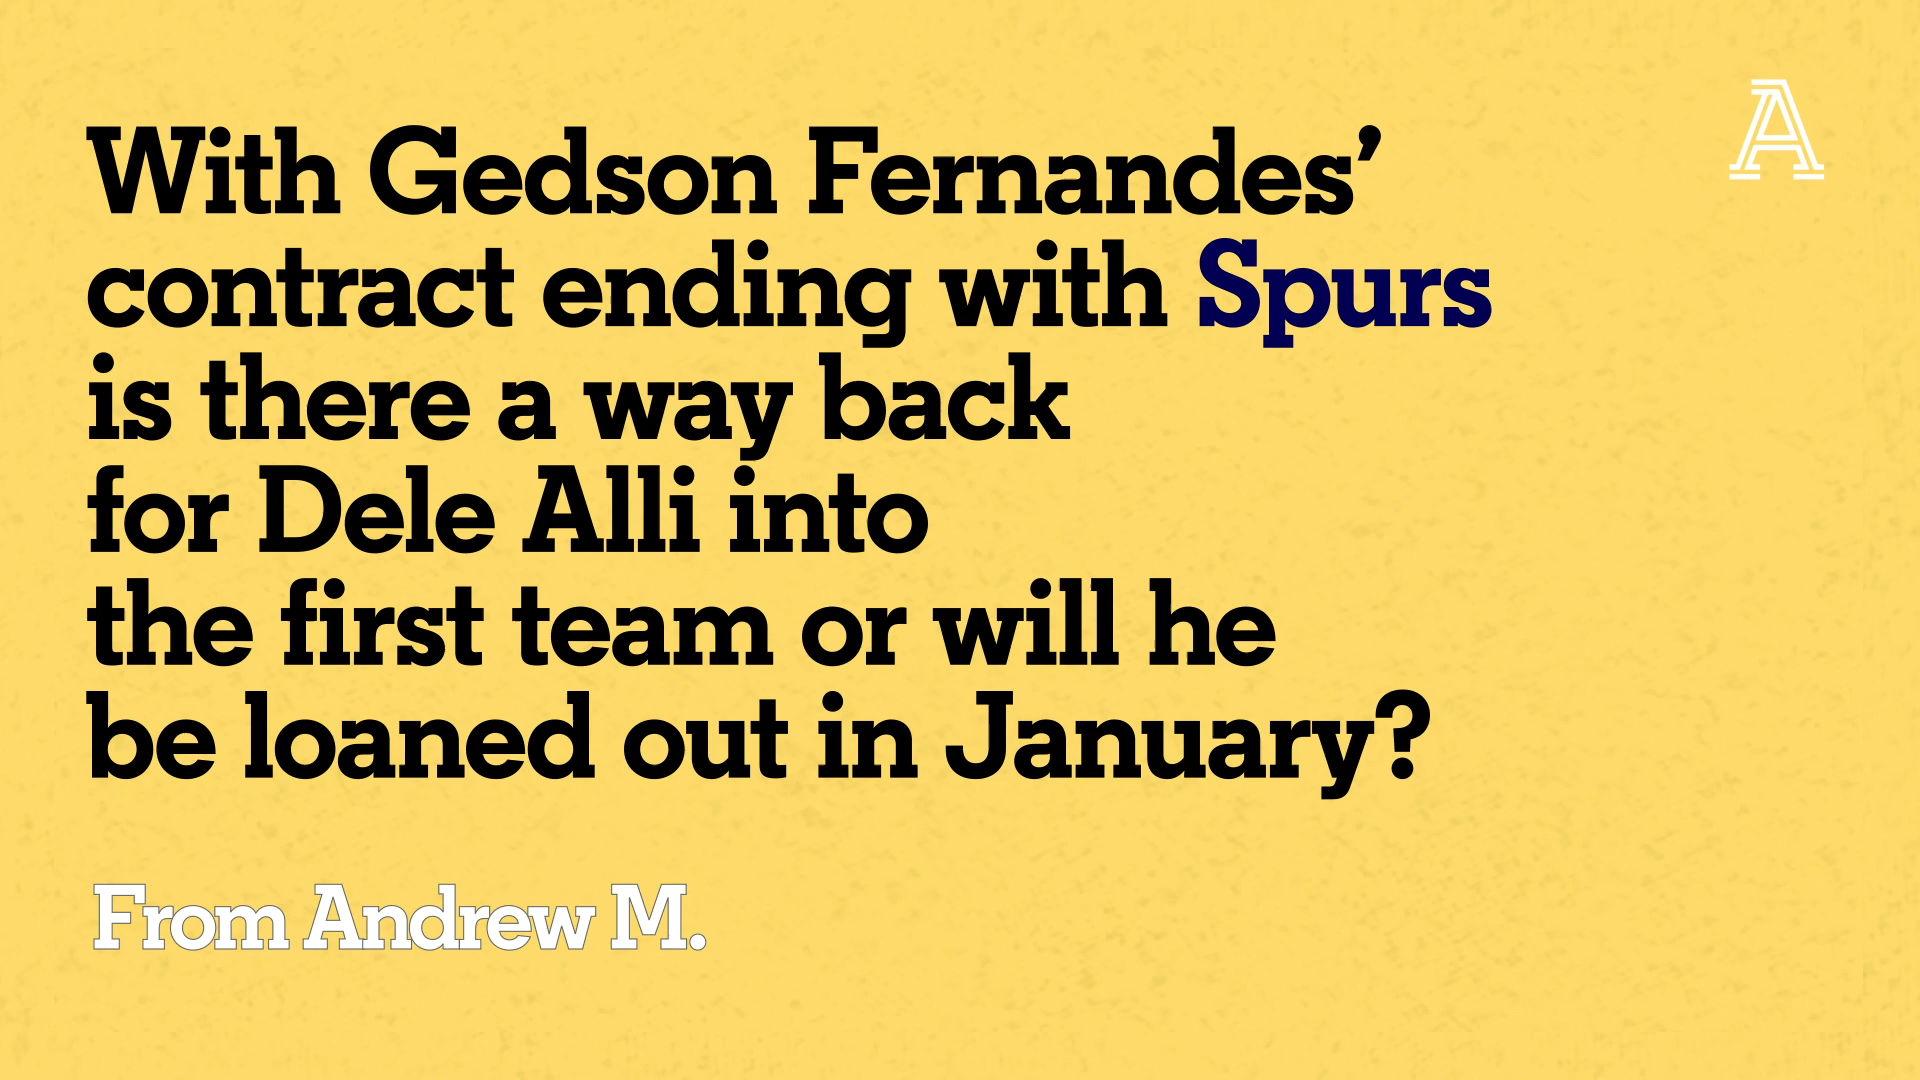 With Gedson Fernandes’
contract ending with Spurs
is there a way back
for Dele Alli into
the first team or will he
be loaned out in January?
From Andrew M.
A